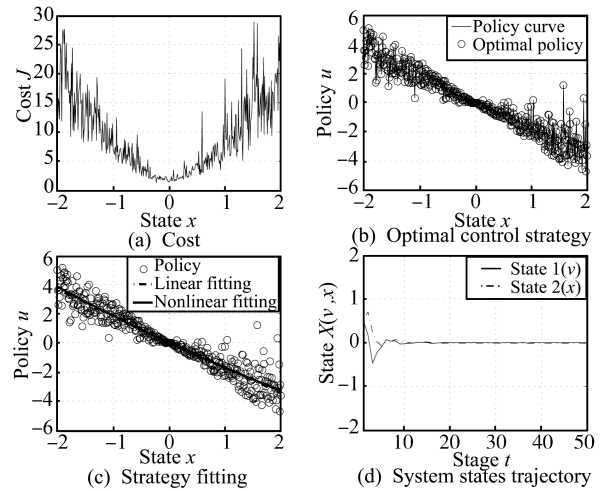 30
25
20
15
10
5
0
Cost J
−2
−1
0
1
2
State x
(a) Cost
6
4
2
0
−2
−4
−6
Policy u
Policy curve
Optimal policy
−2
−1
0
1
2
State x
(b) Optimal control strategy
6
4
2
0
−2
−4
−6
Policy u
Policy
Linear fitting
Nonlinear fitting
−2
−1
0
1
2
State x
(c) Strategy fitting
2
1
0
−1
−2
State X(v ,x)
State 1(v)
State 2(x)
10
20
30
40
50
Stage t
(d) System states trajectory